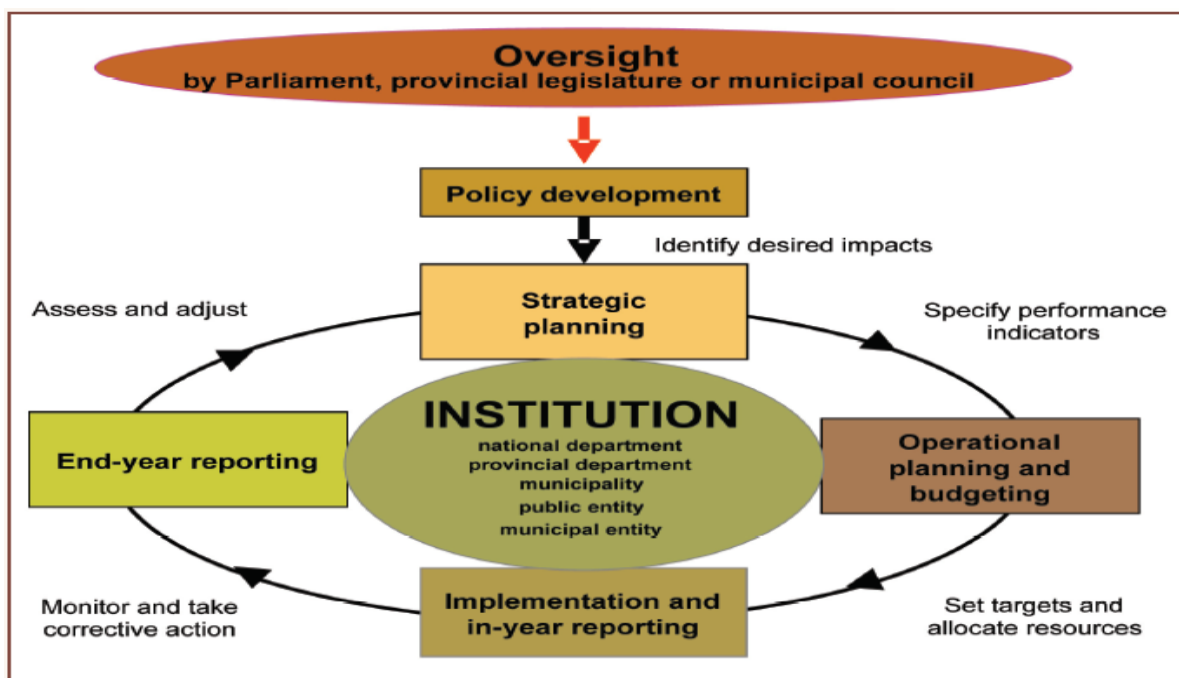 Oversight
by Parliament, provincial legislature or municipal council
Policy development
Identify desired impacts
Strategic
planning
Assess and adjust
Specify performance
indicators
INSTITUTION
national department
provincial department
municipality
public entity
municipal entity
End-year reporting
Operational
planning and
budgeting
Implementation and
in-year reporting
Monitor and take
corrective action
Set targets and
allocate resources